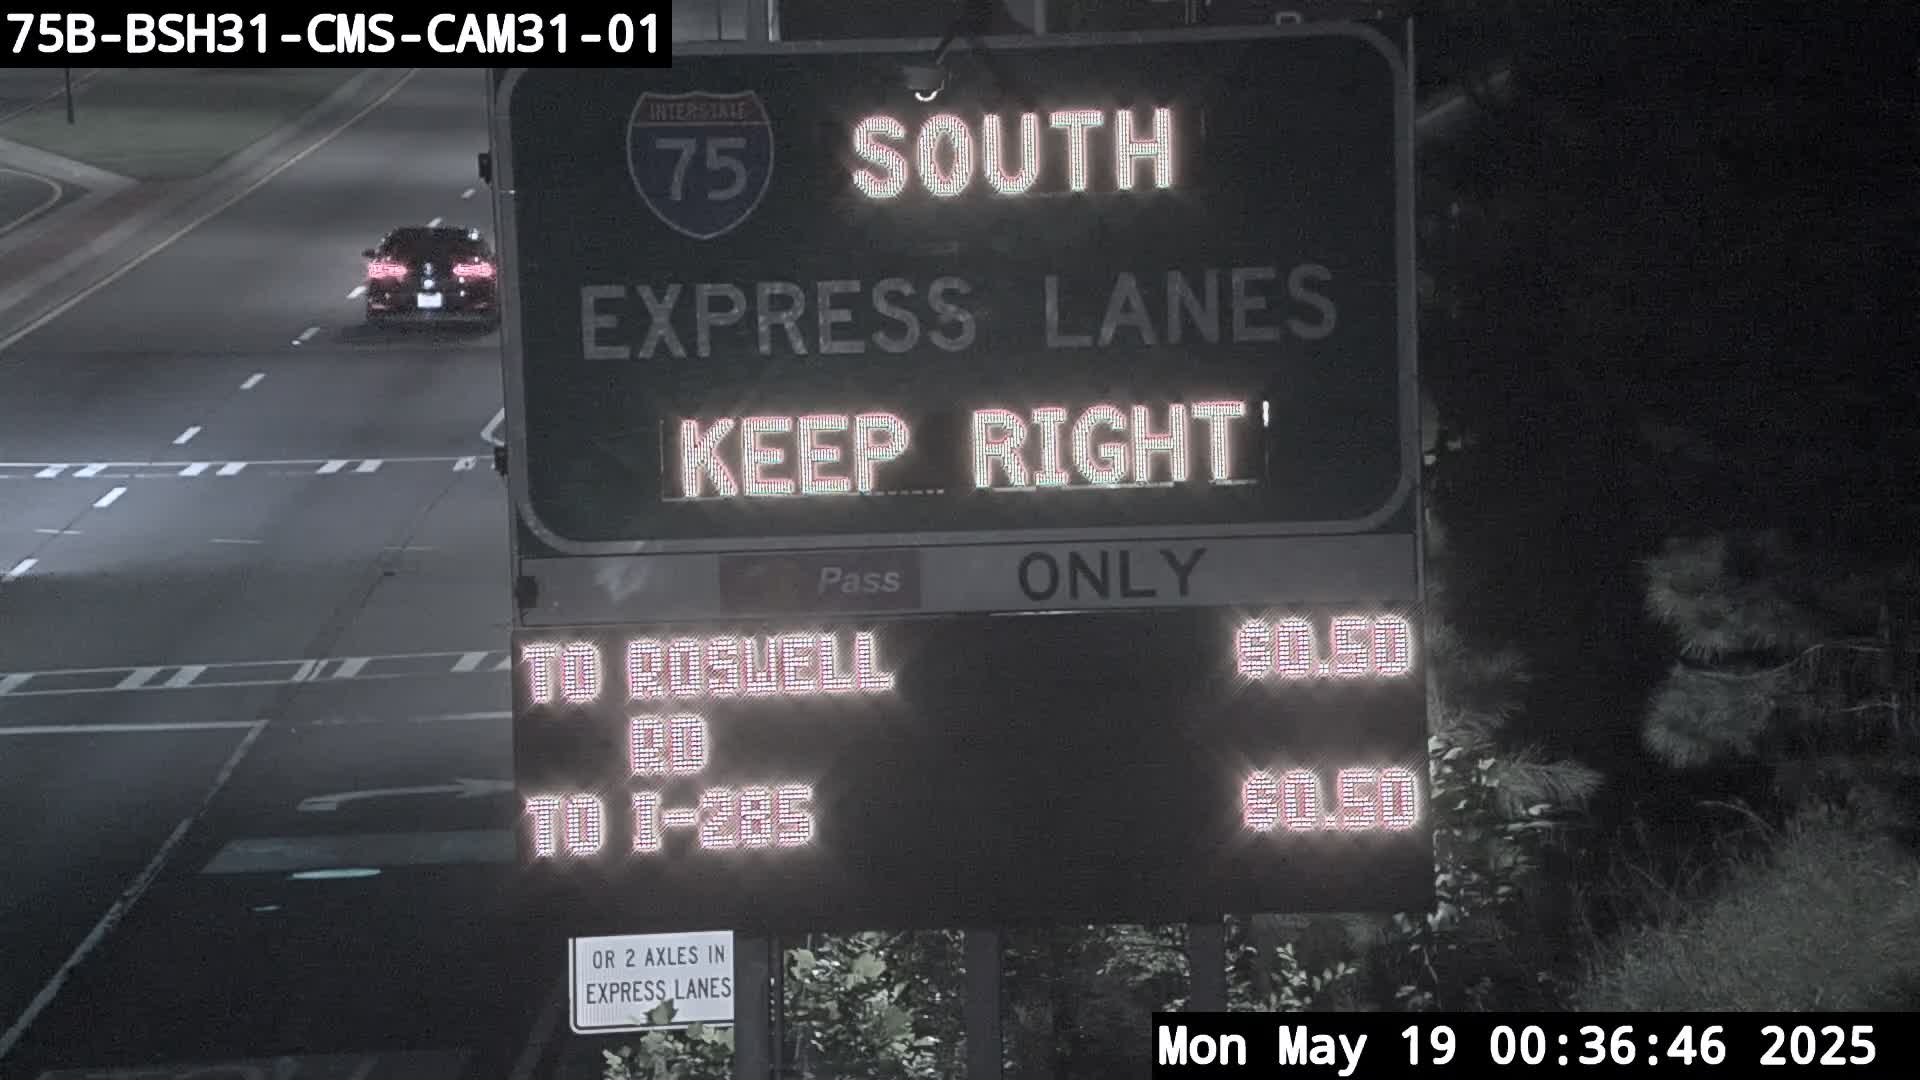 75B-BSH31-CMS-CAM31-01
INTERSTATE
75
SOUTH
EXPRESS LANES
KEEP RIGHT
Pass ONLY
TO ROSWELL $0.50
RD
TO I-285 $0.50
OR 2 AXLES IN
EXPRESS LANES
Mon May 19 00:36:46 2025